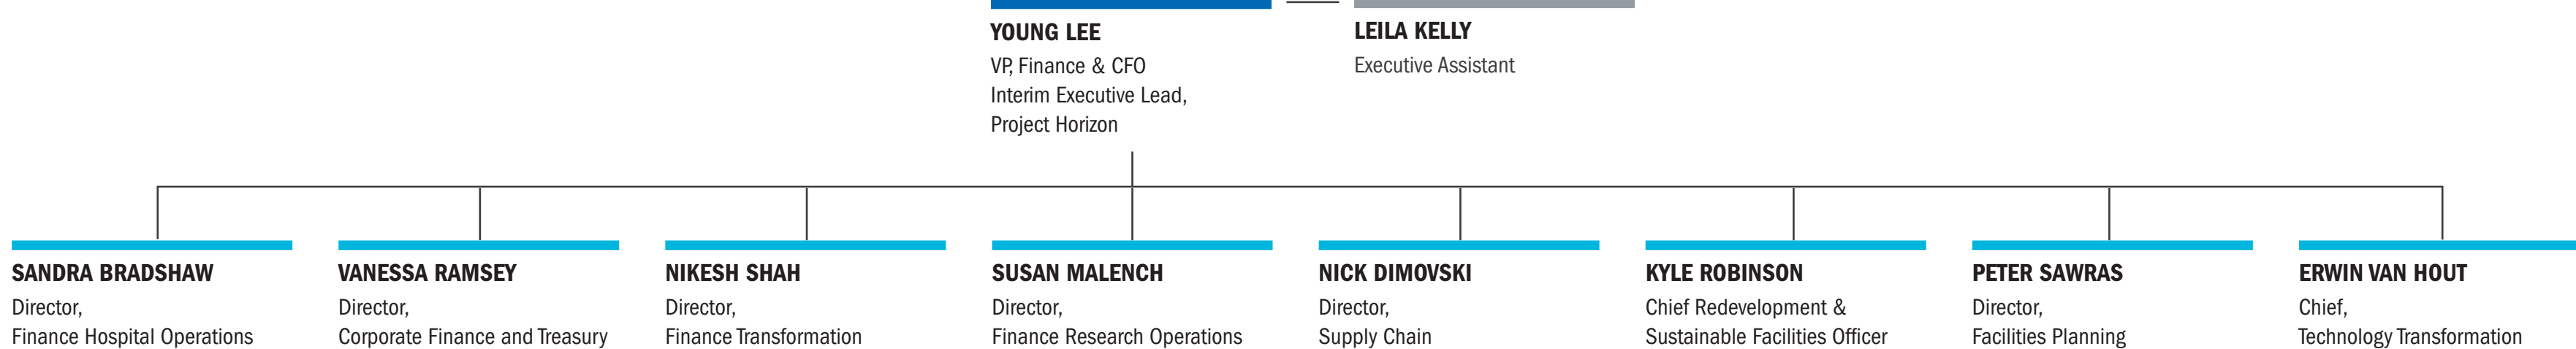 YOUNG LEE
VP, Finance & CFO
Interim Executive Lead,
Project Horizon
LEILA KELLY
Executive Assistant
SANDRA BRADSHAW
Director,
Finance Hospital Operations
VANESSA RAMSEY
Director,
Corporate Finance and Treasury
NIKESH SHAH
Director,
Finance Transformation
SUSAN MALENCH
Director,
Finance Research Operations
NICK DIMOVSKI
Director,
Supply Chain
KYLE ROBINSON
Chief Redevelopment &
Sustainable Facilities Officer
PETER SAWRAS
Director,
Facilities Planning
ERWIN VAN HOUT
Chief,
Technology Transformation